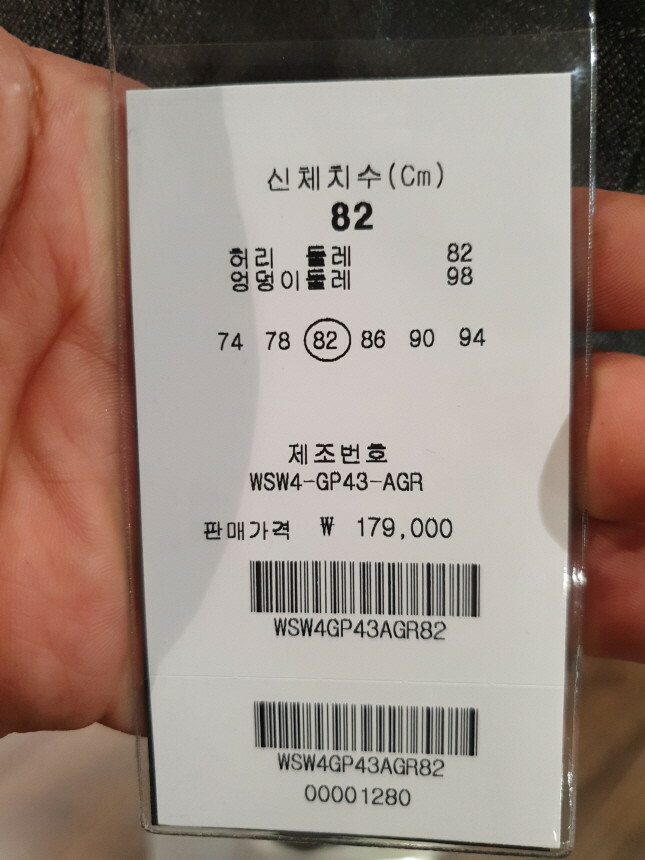 신체치수(Cm)
82
허리 둘레 82
엉덩이둘레 98
74 78 82 86 90 94
제조번호
WSW4-GP43-AGR
판매가격 ₩ 179,000
WSW4GP43AGR82
WSW4GP43AGR82
00001280